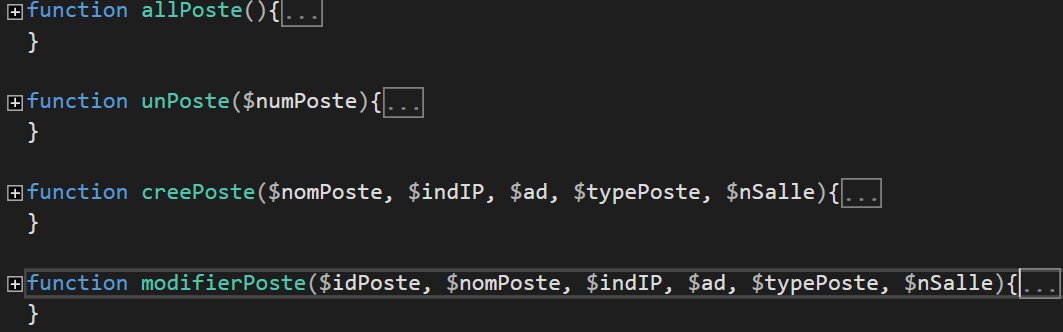 function allPoste(){...
}
function unPoste($numPoste){...
}
function creePoste($nomPoste, $indIP, $ad, $typePoste, $nSalle){...
}
function modifierPoste($idPoste, $nomPoste, $indIP, $ad, $typePoste, $nSalle){...
}